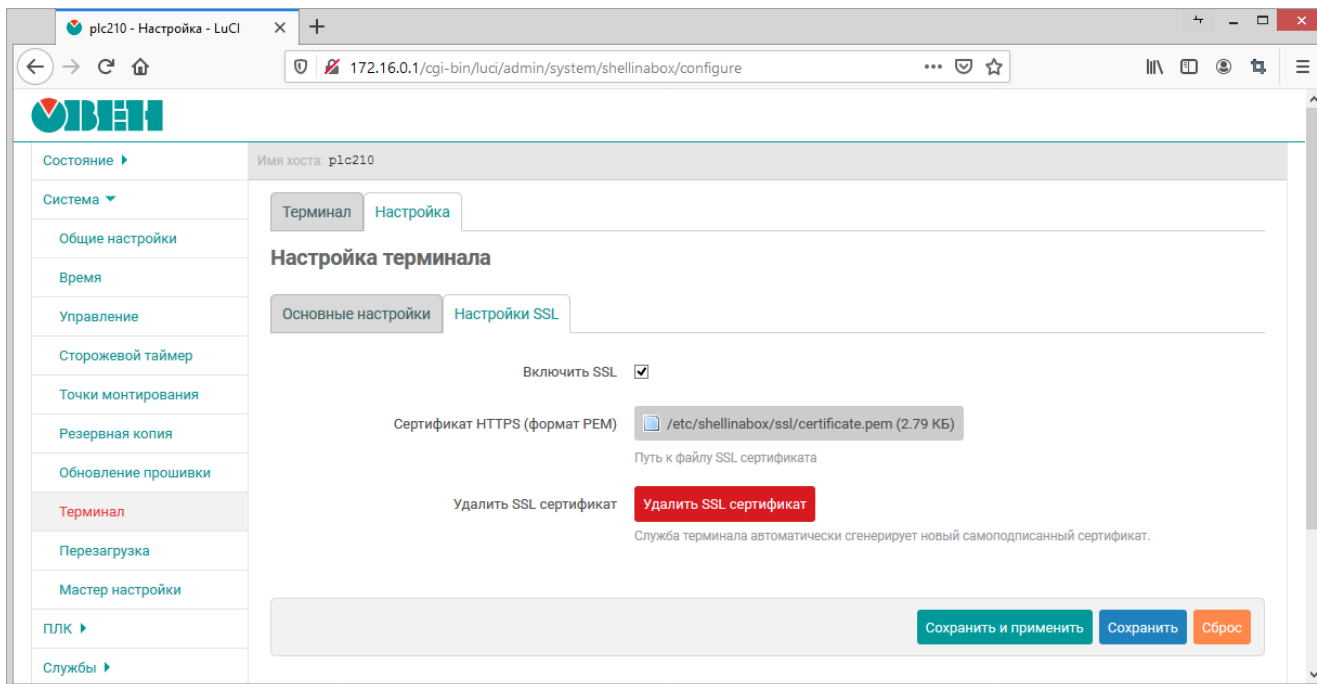 plc210 - Настройка - LuCI
172.16.0.1/cgi-bin/luci/admin/system/shellinabox/configure
ОВЕН
Состояние
Имя хоста: plc210
Система
Терминал
Настройка
Общие настройки
Настройка терминала
Время
Основные настройки
Настройки SSL
Управление
Сторожевой таймер
Включить SSL
Точки монтирования
Сертификат HTTPS (формат PEM)
/etc/shellinabox/ssl/certificate.pem (2.79 КБ)
Резервная копия
Путь к файлу SSL сертификата
Обновление прошивки
Удалить SSL сертификат
Удалить SSL сертификат
Терминал
Служба терминала автоматически сгенерирует новый самоподписанный сертификат.
Перезагрузка
Мастер настройки
ПЛК
Сохранить и применить
Сохранить
Сброс
Службы